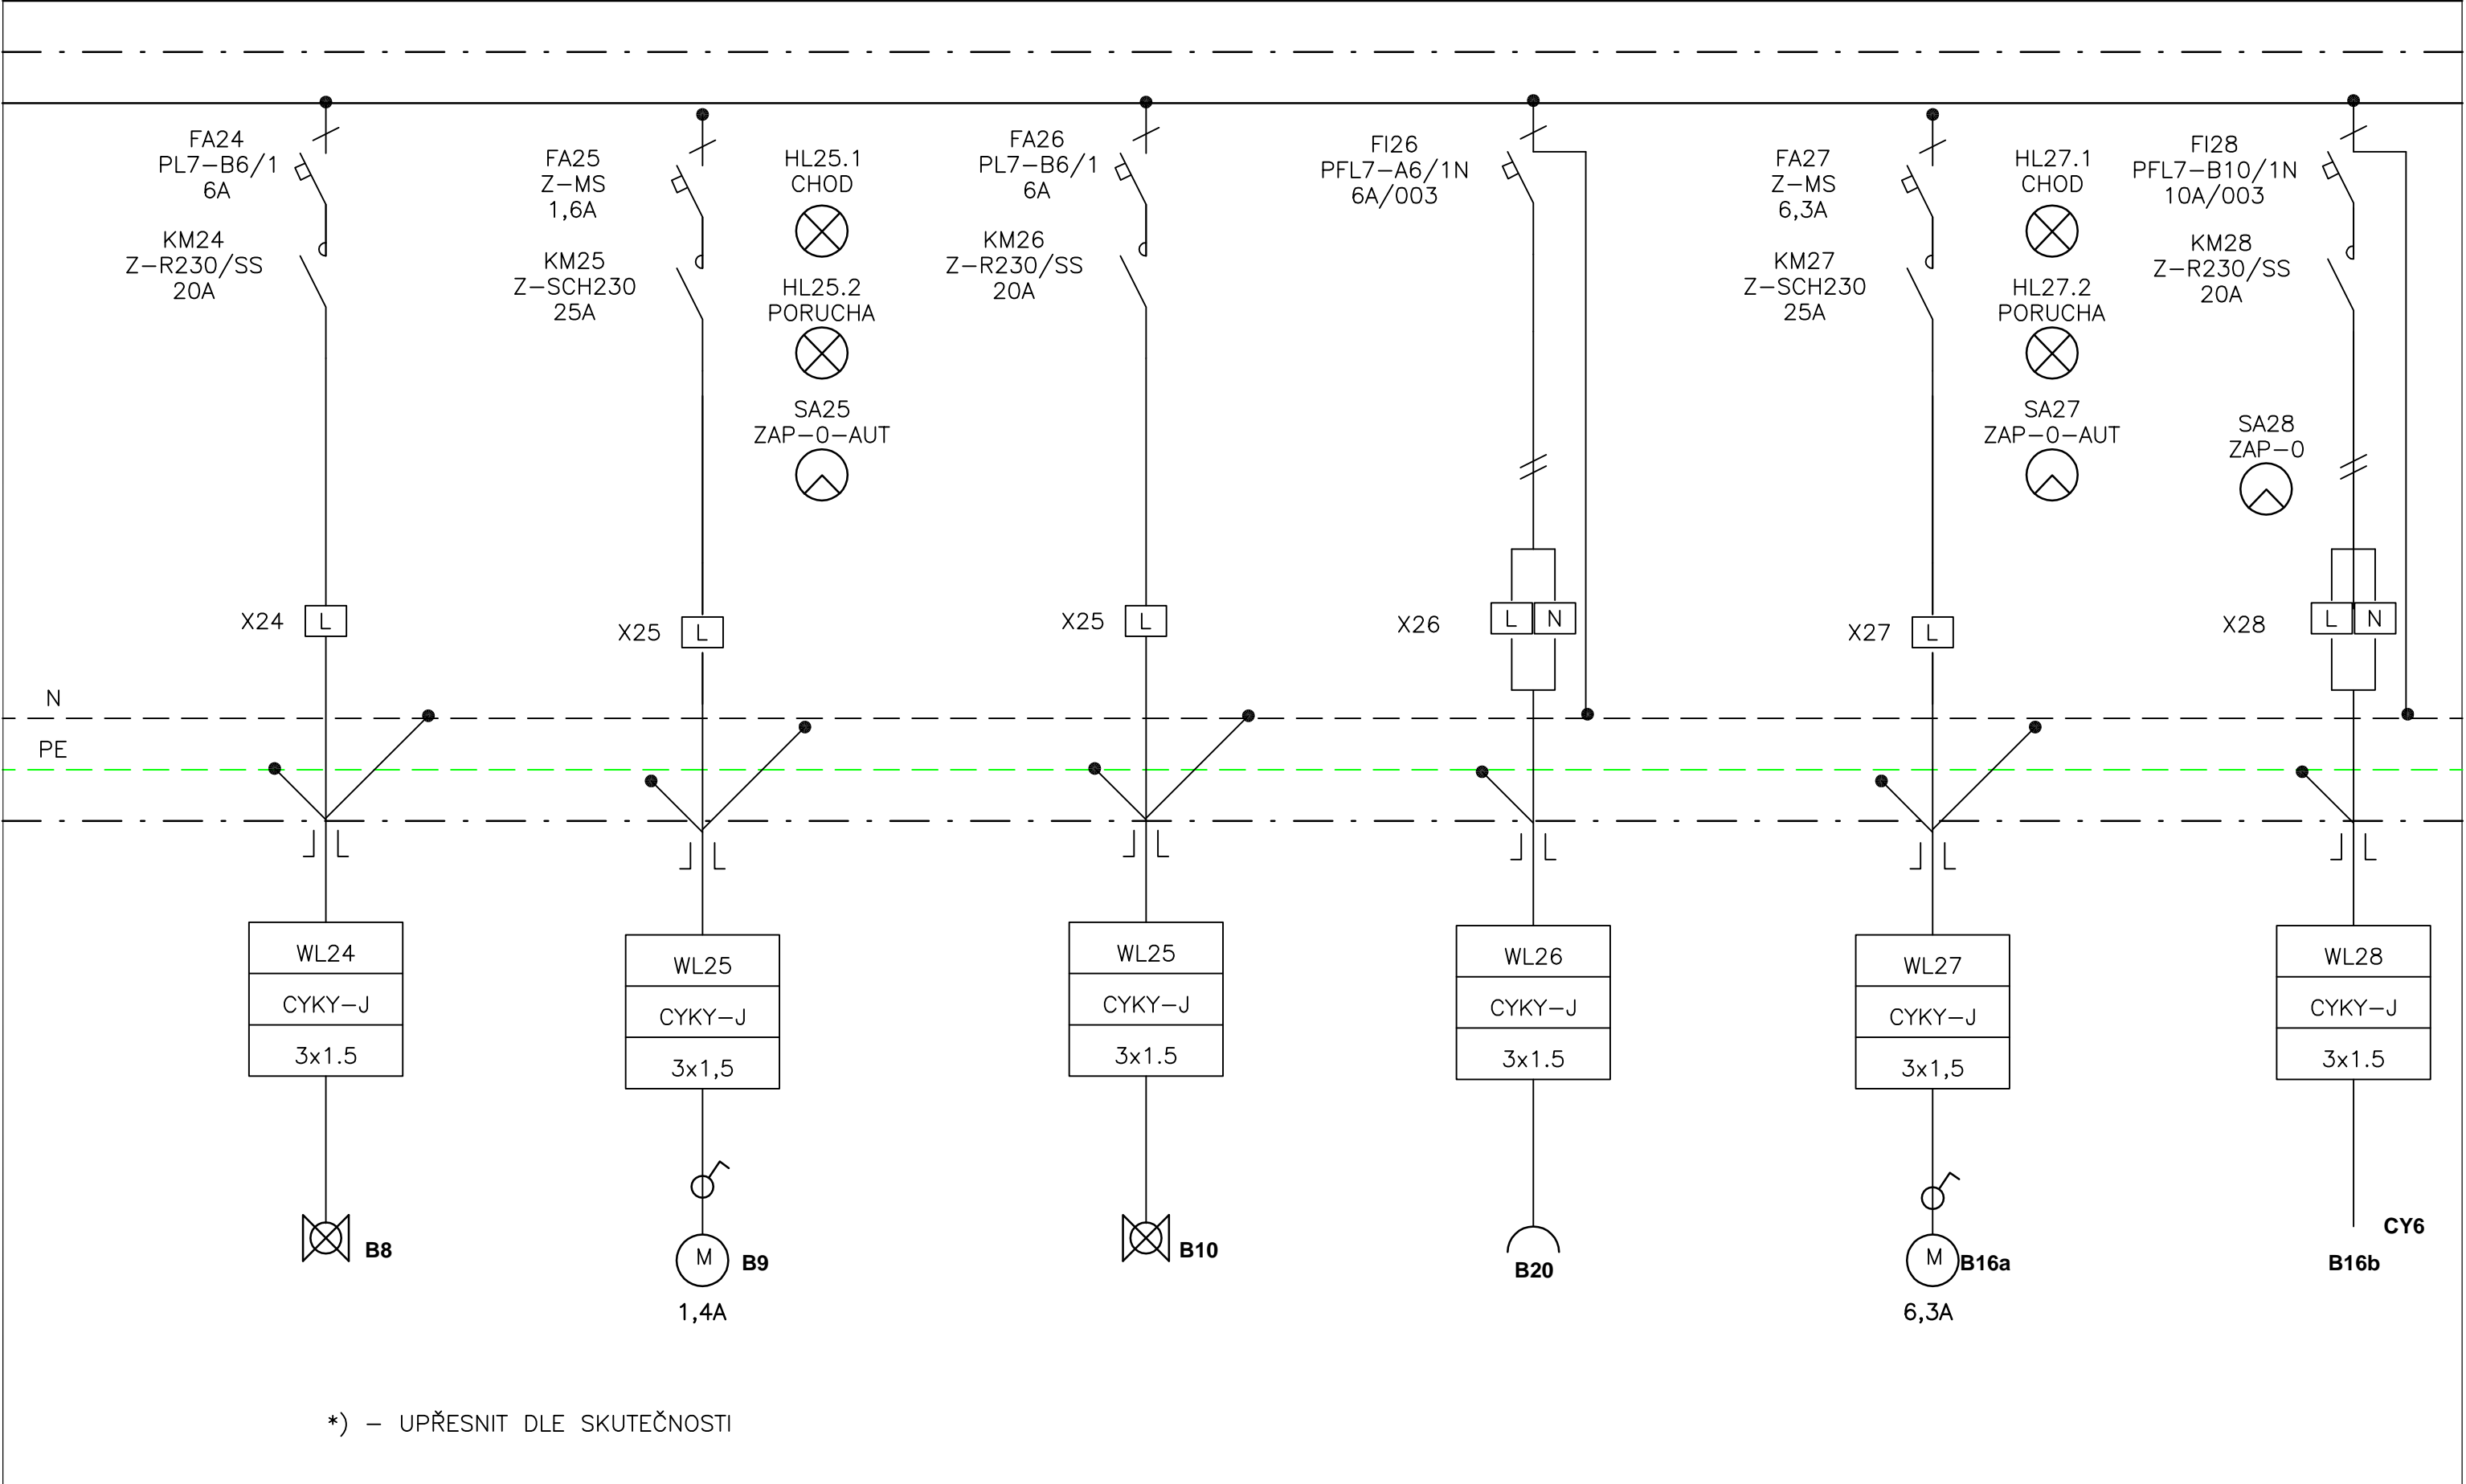 FA24
PL7-B6/1
6A
KM24
Z-R230/SS
20A
X24
L
FA25
Z-MS
1,6A
KM25
Z-SCH230
25A
HL25.1
CHOD
HL25.2
PORUCHA
SA25
ZAP-0-AUT
X25
L
FA26
PL7-B6/1
6A
KM26
Z-R230/SS
20A
X25
L
FI26
PFL7-A6/1N
6A/003
X26
L N
FA27
Z-MS
6,3A
KM27
Z-SCH230
25A
HL27.1
CHOD
HL27.2
PORUCHA
SA27
ZAP-0-AUT
X27
L
FI28
PFL7-B10/1N
10A/003
KM28
Z-R230/SS
20A
SA28
ZAP-0
X28
L N
N
PE
WL24
CYKY-J
3x1.5
B8
WL25
CYKY-J
3x1,5
M
B9
1,4A
WL25
CYKY-J
3x1.5
B10
WL26
CYKY-J
3x1.5
B20
WL27
CYKY-J
3x1,5
M
B16a
6,3A
WL28
CYKY-J
3x1.5
CY6
B16b
*) - UPŘESNIT DLE SKUTEČNOSTI